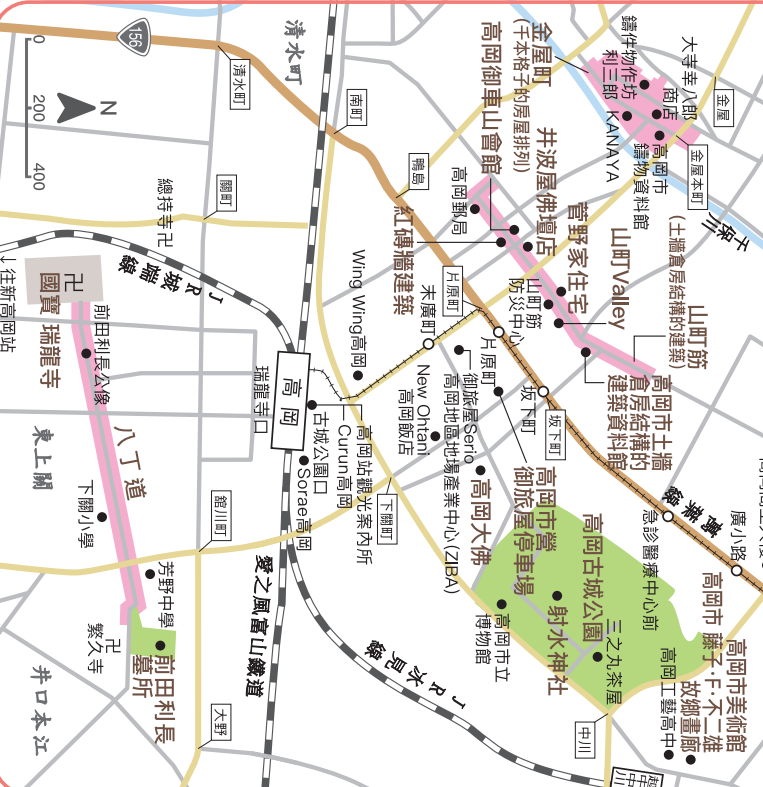 156
0
200
400
N
清水町
清水町
南町
鴨島
關町
總持寺卍
金屋町
(千本格子的房屋排列)
高岡御車山會館
鑄件物作坊
利三郎
大寺幸八郎
商店
KANAYA
高岡市
鑄物資料館
金屋
金屋本町
千保川
高岡郵局
井波屋佛壇店
紅磚牆建築
菅野家住宅
山町筋
防災中心
山町Valley
山町筋
(土牆倉房結構的建築)
高岡市土牆
倉房結構的
建築資料館
片原町
片原町
末廣町
坂下町
坂下町
Wing Wing高岡
御旅屋Serio
高岡地區地場產業中心(ZIBA)
New Ohtani
高岡飯店
高岡大佛
高岡市營
御旅屋停車場
高岡站觀光案內所
Curun高岡
古城公園口
Sorae高岡
高岡
瑞龍寺口
下關町
萬葉線
急診醫療中心前
廣小路
高岡古城公園
射水神社
三之丸茶屋
高岡市立
博物館
高岡市美術館
高岡市 藤子・F・不二雄
故鄉畫廊
高岡工藝高中
中川
越中
中川
JR城端線
JR冰見線
愛之風富山鐵道
↓往新高岡站
卍
國寶 瑞龍寺
前田利長公像
八丁道
東上關
下關小學
館川町
芳野中學
卍
繁久寺
前田利長
墓所
大野
井口本江